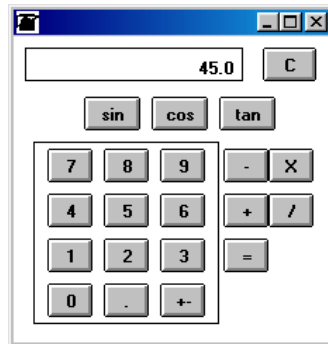 45.0 C
sin cos tan
7 8 9 - X
4 5 6 + /
1 2 3 =
0 . +-